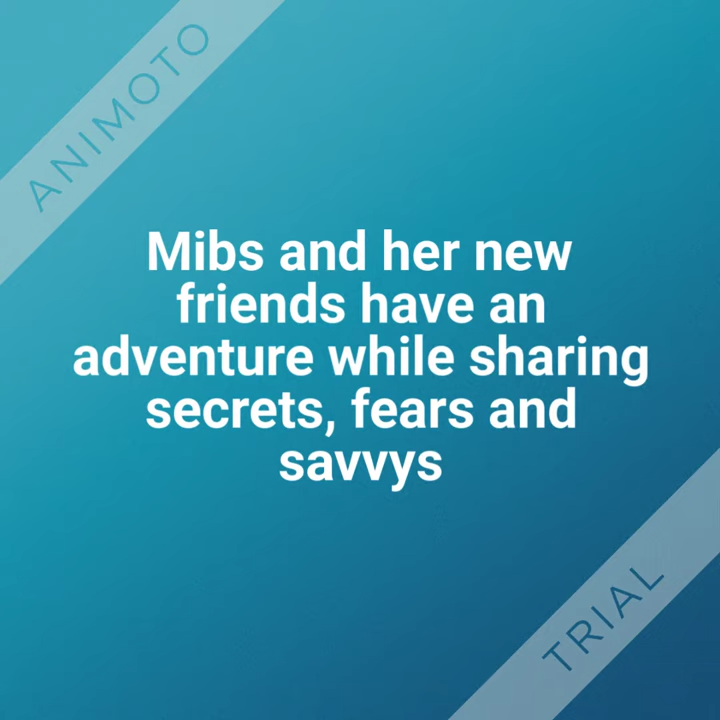 ANIMOTO
Mibs and her new
friends have an
adventure while sharing
secrets, fears and
savvys
TRIAL